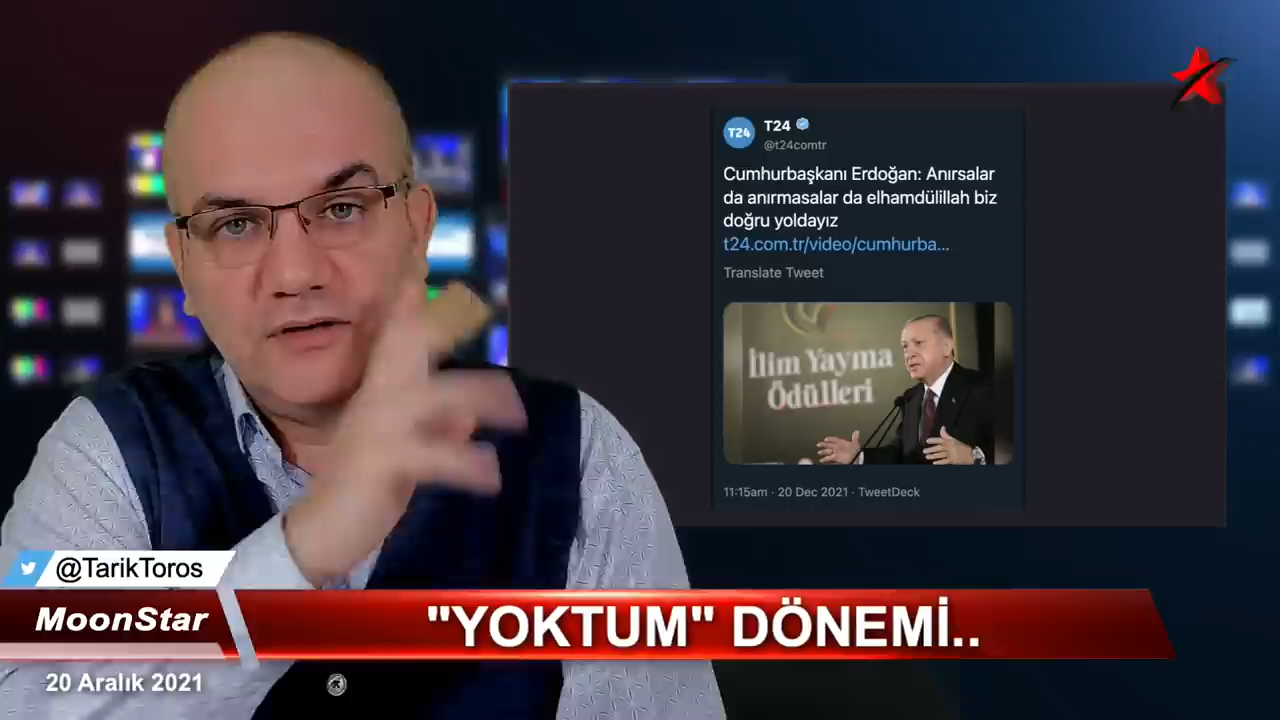 T24
T24
@t24comtr
Cumhurbaşkanı Erdoğan: Anırsalar
da anırmasalar da elhamdülillah biz
doğru yoldayız
t24.com.tr/video/cumhurba...
Translate Tweet
İlim Yayma
Ödülleri
11:15am · 20 Dec 2021 · TweetDeck
@TarikToros
MoonStar
"YOKTUM" DÖNEMİ..
20 Aralık 2021